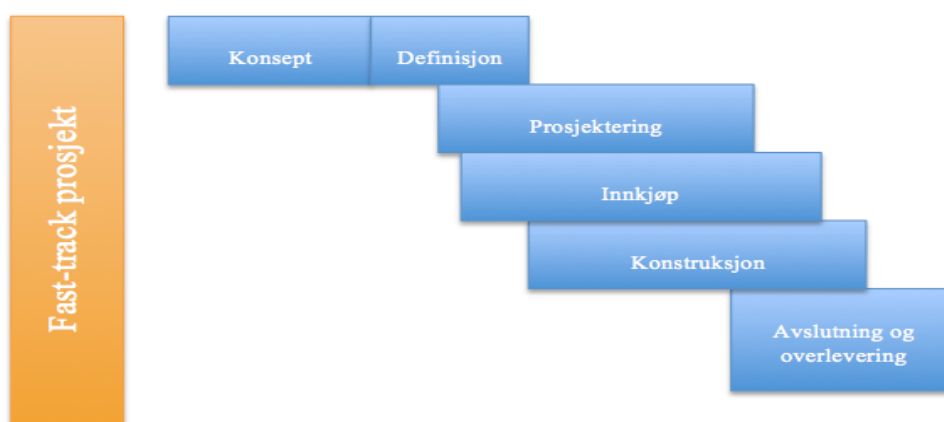 Fast-track prosjekt
Konsept
Definisjon
Prosjektering
Innkjøp
Konstruksjon
Avslutning og
overlevering